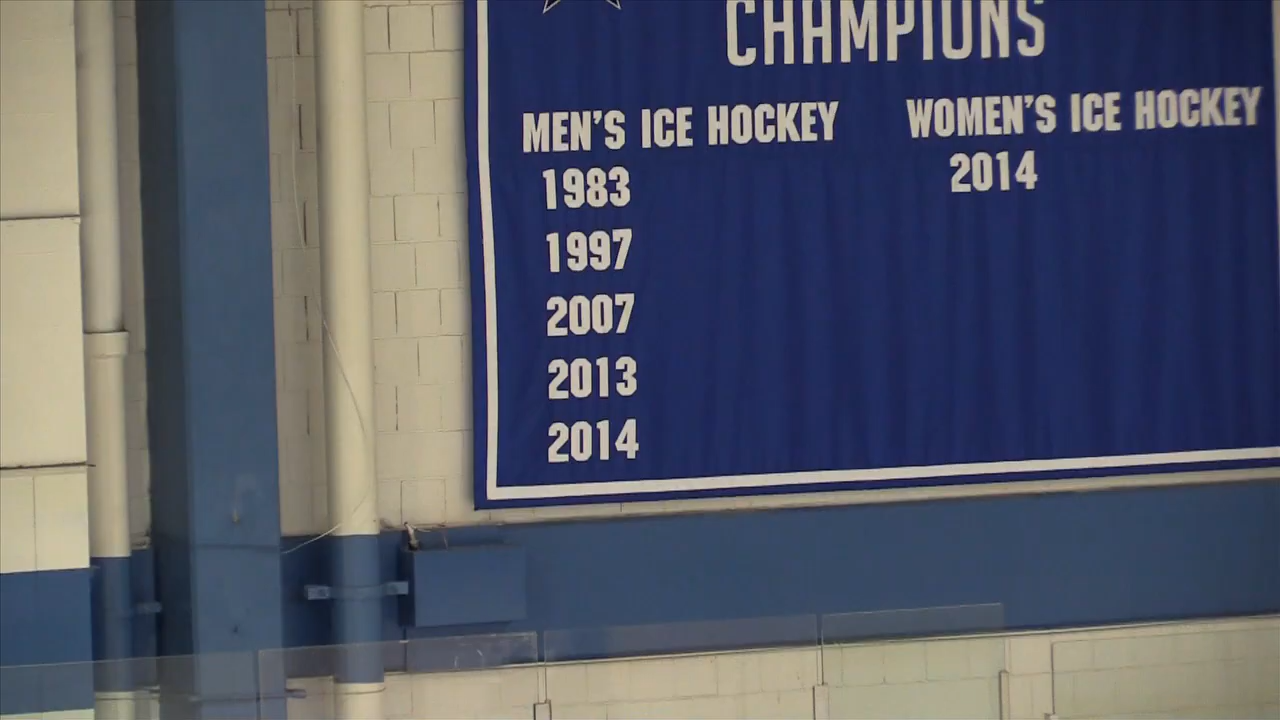 CHAMPIONS
MEN'S ICE HOCKEY WOMEN'S ICE HOCKEY
1983 2014
1997
2007
2013
2014